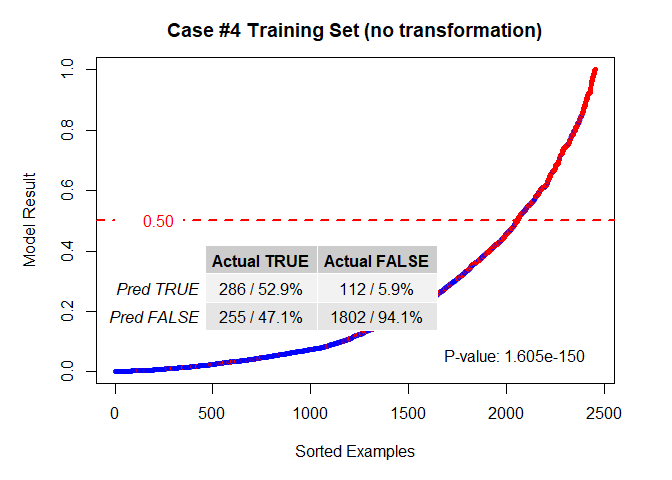 Case #4 Training Set (no transformation)
Model Result
1.0
0.8
0.6
0.4
0.2
0.0
0.50
Actual TRUE Actual FALSE
Pred TRUE 286 / 52.9% 112 / 5.9%
Pred FALSE 255 / 47.1% 1802 / 94.1%
P-value: 1.605e-150
0 500 1000 1500 2000 2500
Sorted Examples